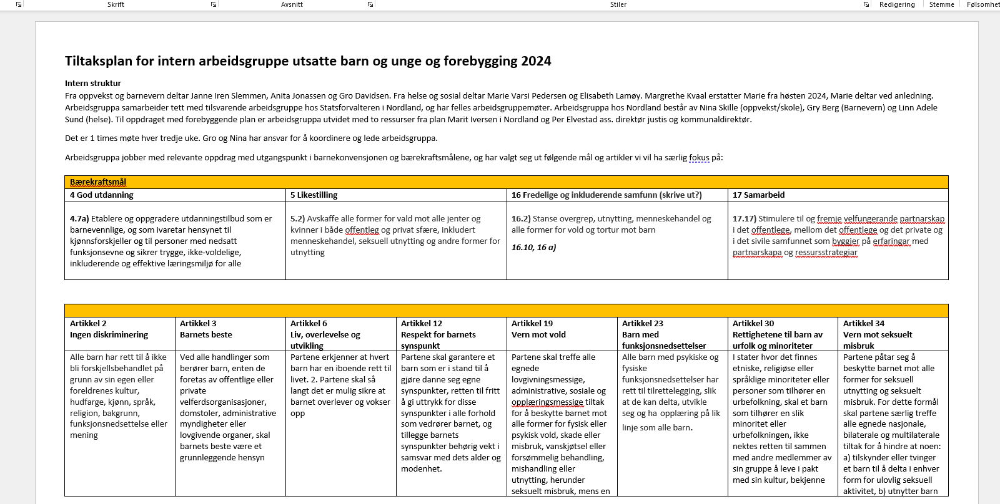 Skrift Avsnitt Stiler Redigering Stemme Følsomhet
Tiltaksplan for intern arbeidsgruppe utsatte barn og unge og forebygging 2024
Intern struktur
Fra oppvekst og barnevern deltar Janne Iren Slemmen, Anita Jonassen og Gro Davidsen. Fra helse og sosial deltar Marie Varsi Pedersen og Elisabeth Lamøy. Margrethe Kvaal erstatter Marie fra høsten 2024, Marie deltar ved anledning.
Arbeidsgruppa samarbeider tett med tilsvarende arbeidsgruppe hos Statsforvalteren i Nordland, og har felles arbeidsgruppemøter. Arbeidsgruppa hos Nordland består av Nina Skille (oppvekst/skole), Gry Berg (Barnevern) og Linn Adele
Sund (helse). Til oppdraget med forebyggende plan er arbeidsgruppa utvidet med to ressurser fra plan Marit Iversen i Nordland og Per Elvestad ass. direktør justis og kommunaldirektør.
Det er 1 times møte hver tredje uke. Gro og Nina har ansvar for å koordinere og lede arbeidsgruppa.
Arbeidsgruppa jobber med relevante oppdrag med utgangspunkt i barnekonvensjonen og bærekraftsmålene, og har valgt seg ut følgende mål og artikler vi vil ha særlig fokus på:
Bærekraftsmål
4 God utdanning
4.7a) Etablere og oppgradere utdanningstilbud som er
barnevennlige, og som ivaretar hensynet til
kjønnsforskjeller og til personer med nedsatt
funksjonsevne og sikrer trygge, ikke-voldelige,
inkluderende og effektive læringsmiljø for alle
5 Likestilling
5.2) Avskaffe alle former for vald mot alle jenter og
kvinner i både offentleg og privat sfære, inkludert
menneskehandel, seksuell utnytting og andre former for
utnytting
16 Fredelige og inkluderende samfunn (skrive ut?)
16.2) Stanse overgrep, utnytting, menneskehandel og
alle former for vold og tortur mot barn
16.10, 16 a)
17 Samarbeid
17.17) Stimulere til og fremje velfungerande partnarskap
i det offentlege, mellom det offentlege og det private og
i det sivile samfunnet som byggjer på erfaringar med
partnarskapa og ressursstrategiar
Artikkel 2
Ingen diskriminering
Alle barn har rett til å ikke
bli forskjellsbehandlet på
grunn av sin egen eller
foreldrenes kultur,
hudfarge, kjønn, språk,
religion, bakgrunn,
funksjonsnedsettelse eller
mening
Artikkel 3
Barnets beste
Ved alle handlinger som
berører barn, enten de
foretas av offentlige eller
private
velferdsorganisasjoner,
domstoler, administrative
myndigheter eller
lovgivende organer, skal
barnets beste være et
grunnleggende hensyn
Artikkel 6
Liv, overlevelse og
utvikling
Partene erkjenner at hvert
barn har en iboende rett til
livet. 2. Partene skal så
langt det er mulig sikre at
barnet overlever og vokser
opp
Artikkel 12
Respekt for barnets
synspunkt
Partene skal garantere et
barn som er i stand til å
gjøre danne seg egne
synspunkter, retten til fritt
å gi uttrykk for disse
synspunkter i alle forhold
som vedrører barnet, og
tillegge barnets
synspunkter behørig vekt i
samsvar med dets alder og
modenhet.
Artikkel 19
Vern mot vold
Partene skal treffe alle
egnede
lovgivningsmessige,
administrative, sosiale og
opplæringsmessige tiltak
for å beskytte barnet mot
alle former for fysisk eller
psykisk vold, skade eller
misbruk, vanskjøtsel eller
forsømmelig behandling,
mishandling eller
utnytting, herunder
seksuelt misbruk, mens en
Artikkel 23
Barn med
funksjonsnedsettelser
Alle barn med psykiske og
fysiske
funksjonsnedsettelser har
rett til tilrettelegging, slik
at de kan delta, utvikle
seg og ha opplæring på lik
linje som alle barn.
Artikkel 30
Rettighetene til barn av
urfolk og minoriteter
I stater hvor det finnes
etniske, religiøse eller
språklige minoriteter eller
personer som tilhører en
urbefolkning, skal et barn
som tilhører en slik
minoritet eller
urbefolkningen, ikke
nektes retten til sammen
med andre medlemmer av
sin gruppe å leve i pakt
med sin kultur, bekjenne
Artikkel 34
Vern mot seksuelt
misbruk
Partene påtar seg å
beskytte barnet mot alle
former for seksuell
utnytting og seksuelt
misbruk. For dette formål
skal partene særlig treffe
alle egnede nasjonale,
bilaterale og multilaterale
tiltak for å hindre at noen:
a) tilskynder eller tvinger
et barn til å delta i enhver
form for ulovlig seksuell
aktivitet, b) utnytter barn